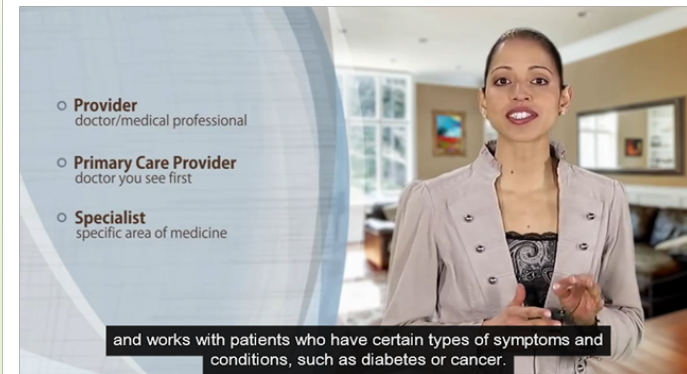 Provider
doctor/medical professional
Primary Care Provider
doctor you see first
Specialist
specific area of medicine
and works with patients who have certain types of symptoms and
conditions, such as diabetes or cancer.